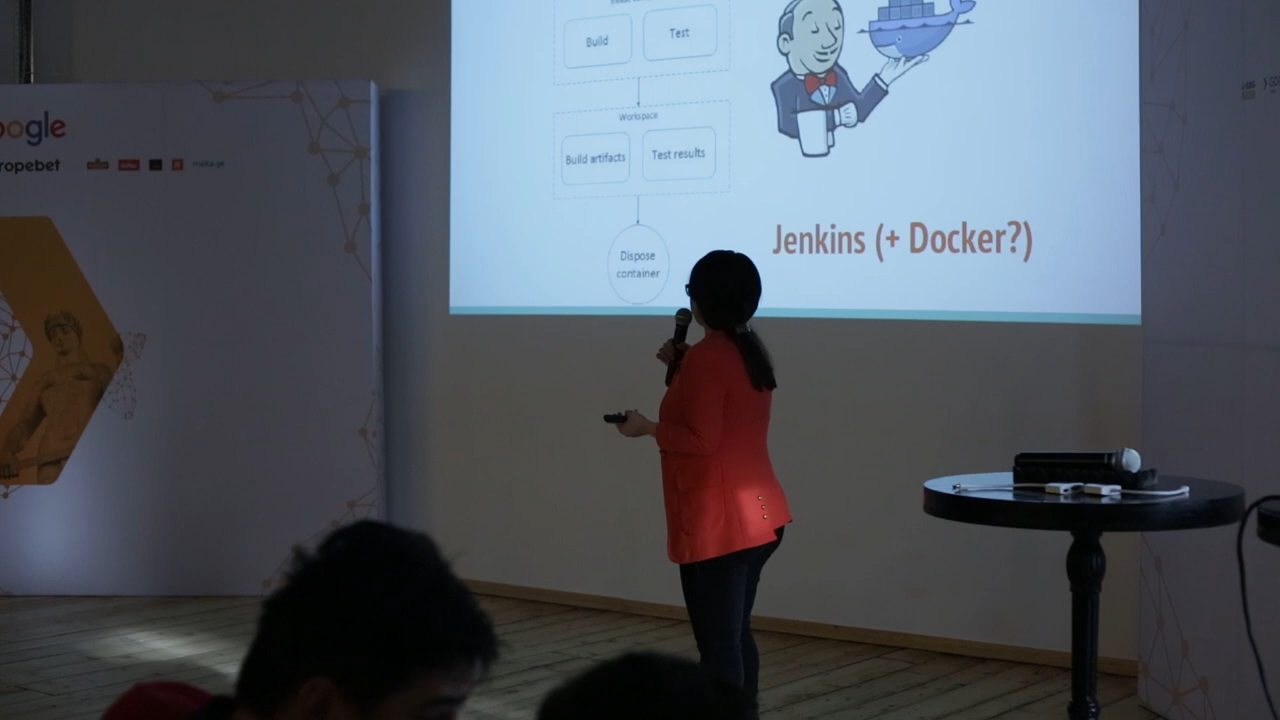 Build
Test
Workspace
Build artifacts
Test results
Dispose
container
Jenkins (+ Docker?)
oogle
ropebet